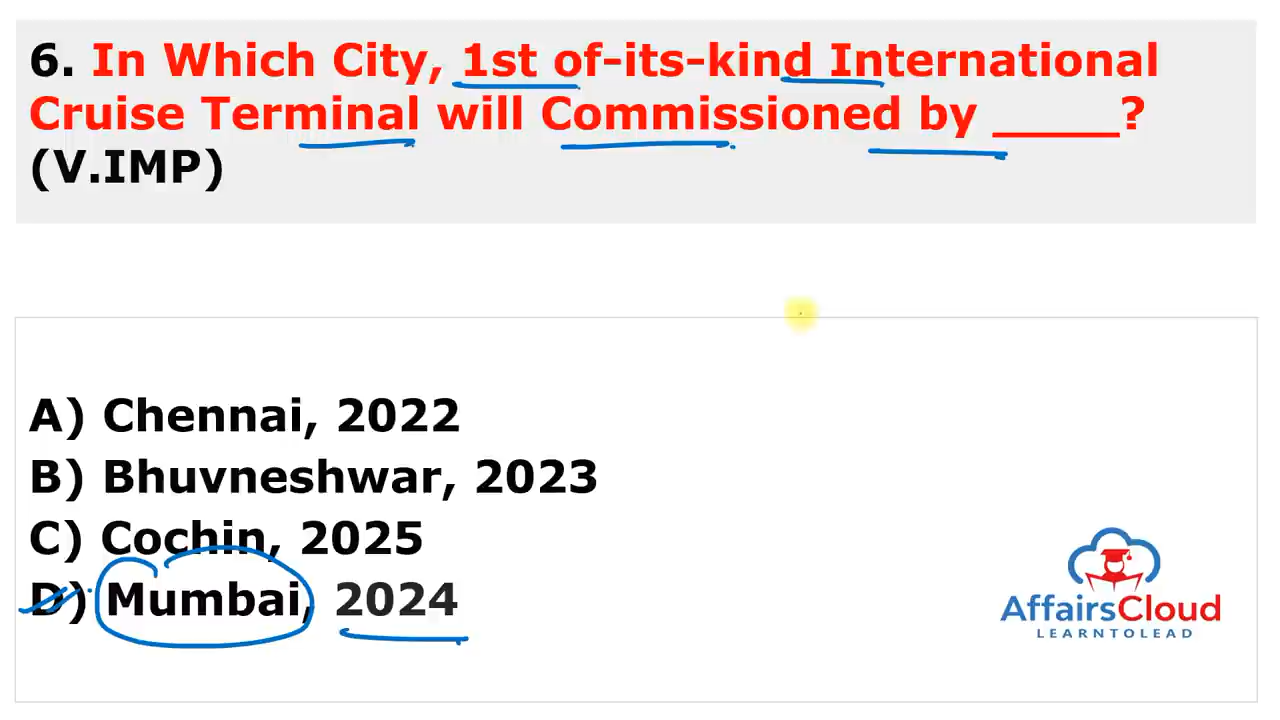 6. In Which City, 1st of-its-kind International
Cruise Terminal will Commissioned by _____?
(V.IMP)
A) Chennai, 2022
B) Bhuvneshwar, 2023
C) Cochin, 2025
D) Mumbai, 2024
AffairsCloud
LEARNTOLEAD